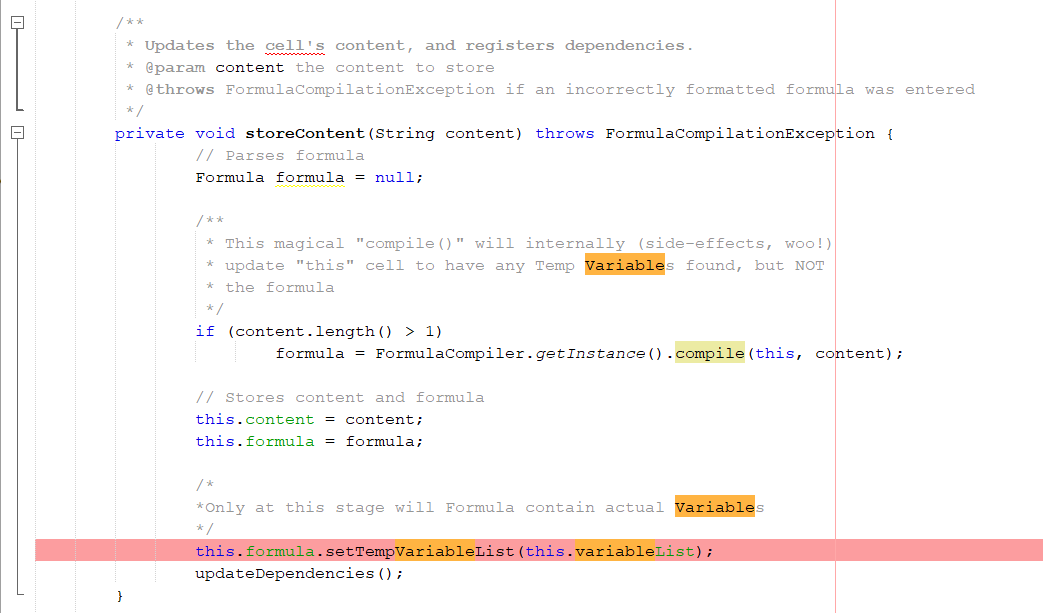 /**
* Updates the cell's content, and registers dependencies.
* @param content the content to store
* @throws FormulaCompilationException if an incorrectly formatted formula was entered
*/
private void storeContent(String content) throws FormulaCompilationException {
// Parses formula
Formula formula = null;
/**
* This magical "compile()" will internally (side-effects, woo!)
* update "this" cell to have any Temp Variables found, but NOT
* the formula
*/
if (content.length() > 1)
formula = FormulaCompiler.getInstance().compile(this, content);
// Stores content and formula
this.content = content;
this.formula = formula;
/*
*Only at this stage will Formula contain actual Variables
*/
this.formula.setTempVariableList(this.variableList);
updateDependencies();
}